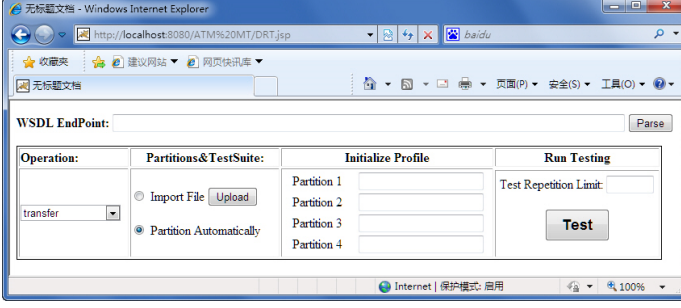 无标题文档 - Windows Internet Explorer
http://localhost:8080/ATM%20MT/DRT.jsp
baidu
收藏夹 建议网站 网页快讯库
无标题文档 页面(P) 安全(S) 工具(O)
WSDL EndPoint: Parse
Operation: Partitions&TestSuite: Initialize Profile Run Testing
transfer
Import File Upload
Partition Automatically
Partition 1
Partition 2
Partition 3
Partition 4
Test Repetition Limit:
Test
Internet | 保护模式: 启用 100%